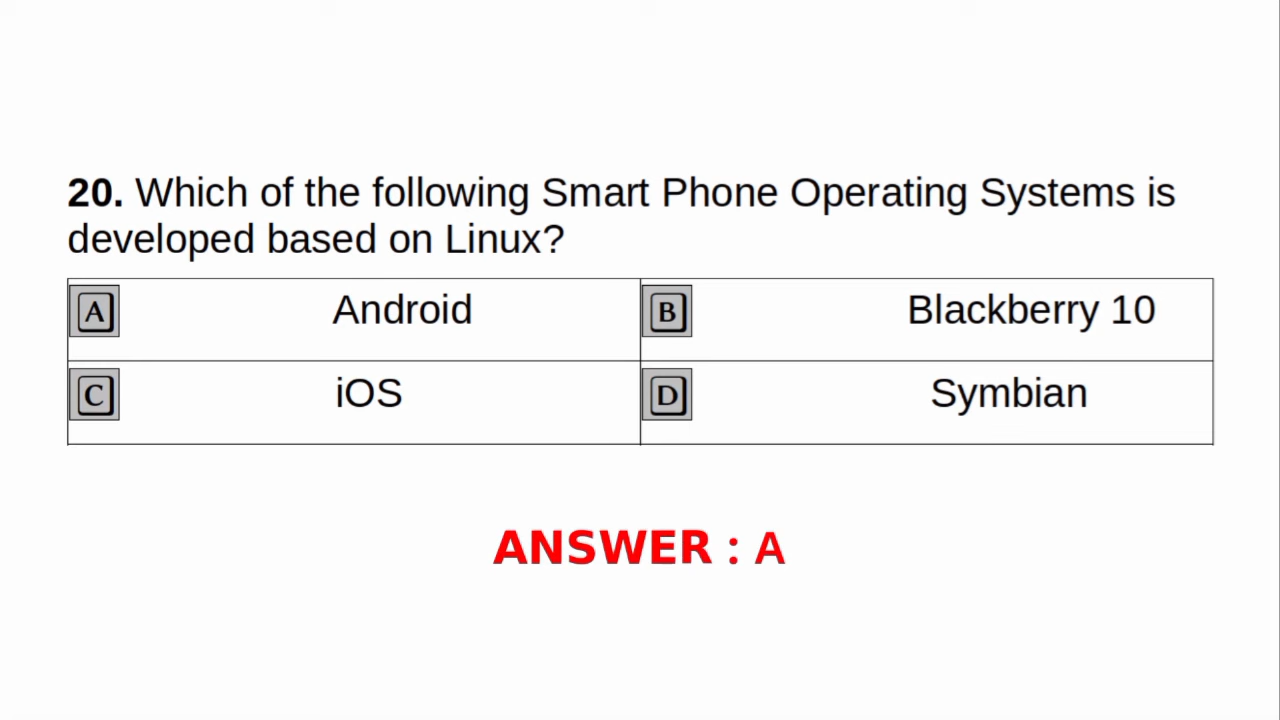 20. Which of the following Smart Phone Operating Systems is
developed based on Linux?
A Android B Blackberry 10
C iOS D Symbian
ANSWER : A